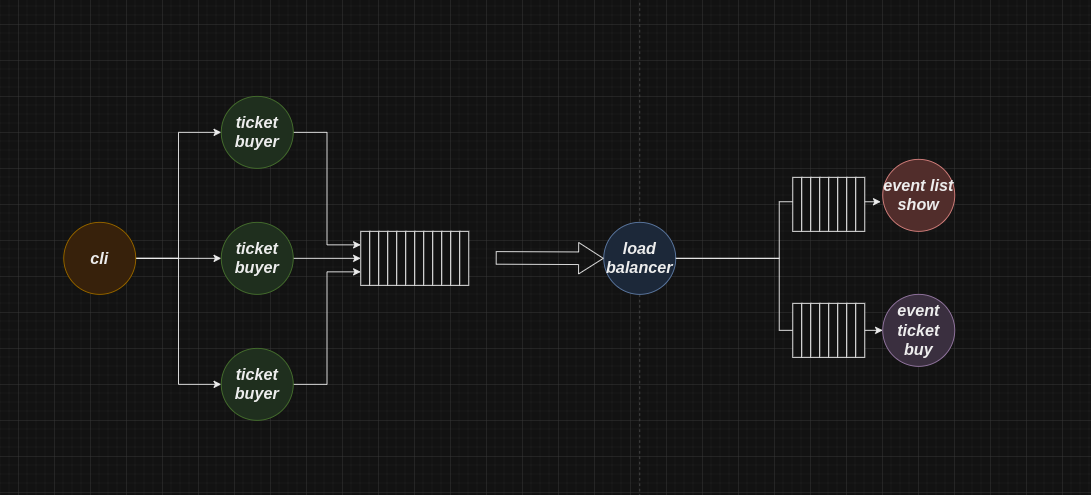 ticket
buyer
cli
ticket
buyer
ticket
buyer
load
balancer
event list
show
event
ticket
buy